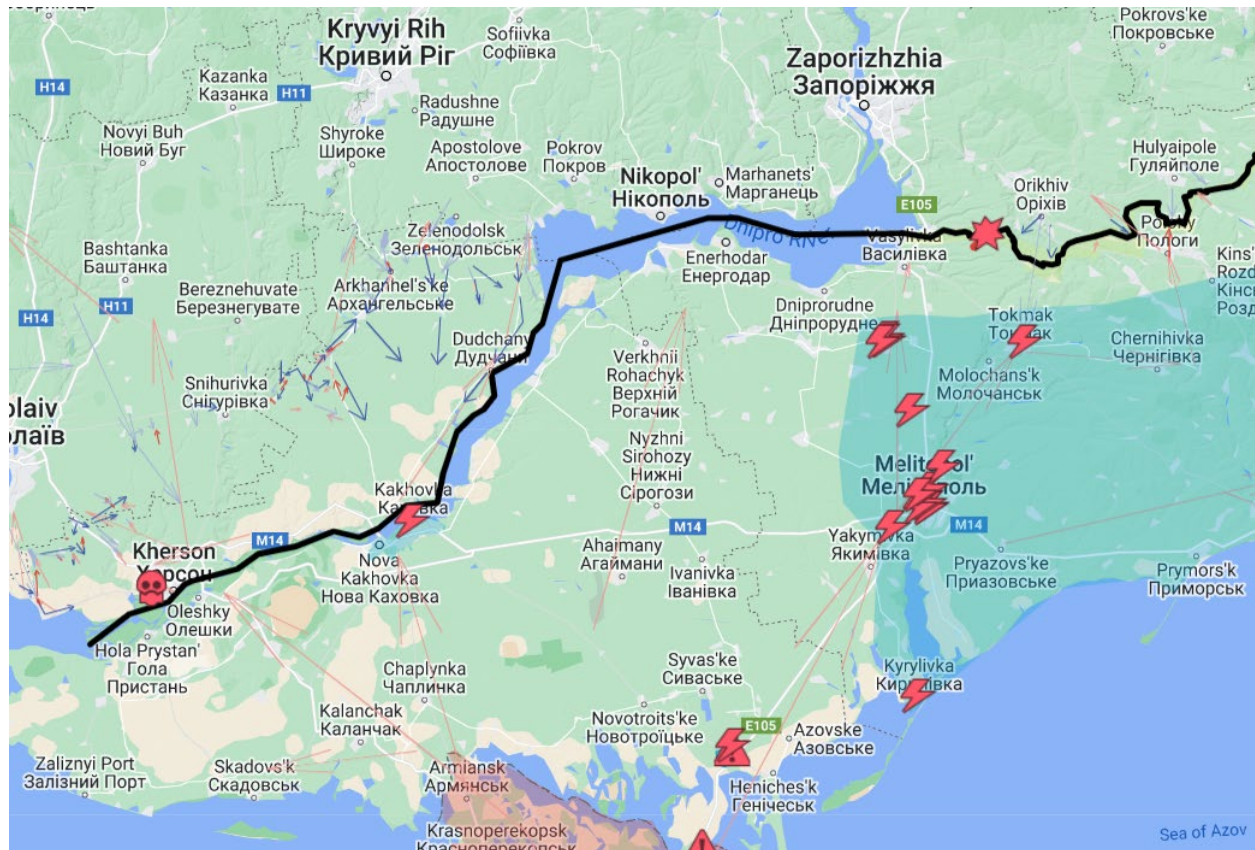 Pokrovs'ke
Покровське
Kryvyi Rih
Кривий Ріг
Sofiivka
Софіївка
Zaporizhzhia
Запоріжжя
H14
Kazanka
Казанка
H11
Radushne
Радушне
Novyi Buh
Новий Буг
Shyroke
Широке
Apostolove
Апостолове
Pokrov
Покров
Nikopol'
Нікополь
Marhanets'
Марганець
Hulyaipole
Гуляйполе
Orikhiv
Оріхів
E105
Zelenodolsk
Зеленодольськ
Bashtanka
Баштанка
Vasylivka
Василівка
Пологи
Enerhodar
Енергодар
Bereznehuvate
Березнегувате
Arkhanhel's'ke
Архангельське
H11
H14
Dniprorudne
Дніпрорудне
Tokmak
Chernihivka
Чернігівка
Dudchany
Дудчани
Verkhnii
Rohachyk
Верхній
Рогачик
Molochans'k
Молочанськ
Snihurivka
Снігурівка
olaiv
олаїв
Nyzhni
Sirohozy
Нижні
Сірогози
Kakhovka
M14
Kherson
M14
M14
Nova
Kakhovka
Нова Каховка
Ahaimany
Агаймани
Ivanivka
Іванівка
Якимівка
Pryazovs'ke
Приазовське
Prymors'k
Приморськ
Oleshky
Олешки
Hola Prystan'
Гола
Пристань
Chaplynka
Чаплинка
Syvas'ke
Сиваське
Kyrylivka
Kalanchak
Каланчак
Novotroits'ke
Новотроїцьке
E105
Azovske
Азовське
Zaliznyi Port
Залізний Порт
Skadovs'k
Скадовськ
Armiansk
Армянськ
Heniches'k
Генічеськ
Krasnoperekopsk
Sea of Azov